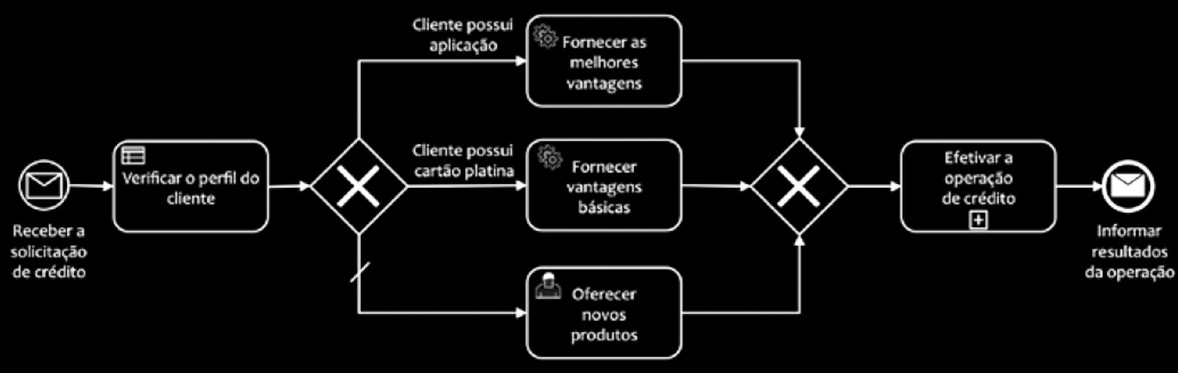 Receber a
solicitação
de crédito
Verificar o perfil do
cliente
Cliente possui
aplicação
Fornecer as
melhores
vantagens
Cliente possui
cartão platina
Fornecer
vantagens
básicas
Oferecer
novos
produtos
Efetivar a
operação
de crédito
Informar
resultados
da operação